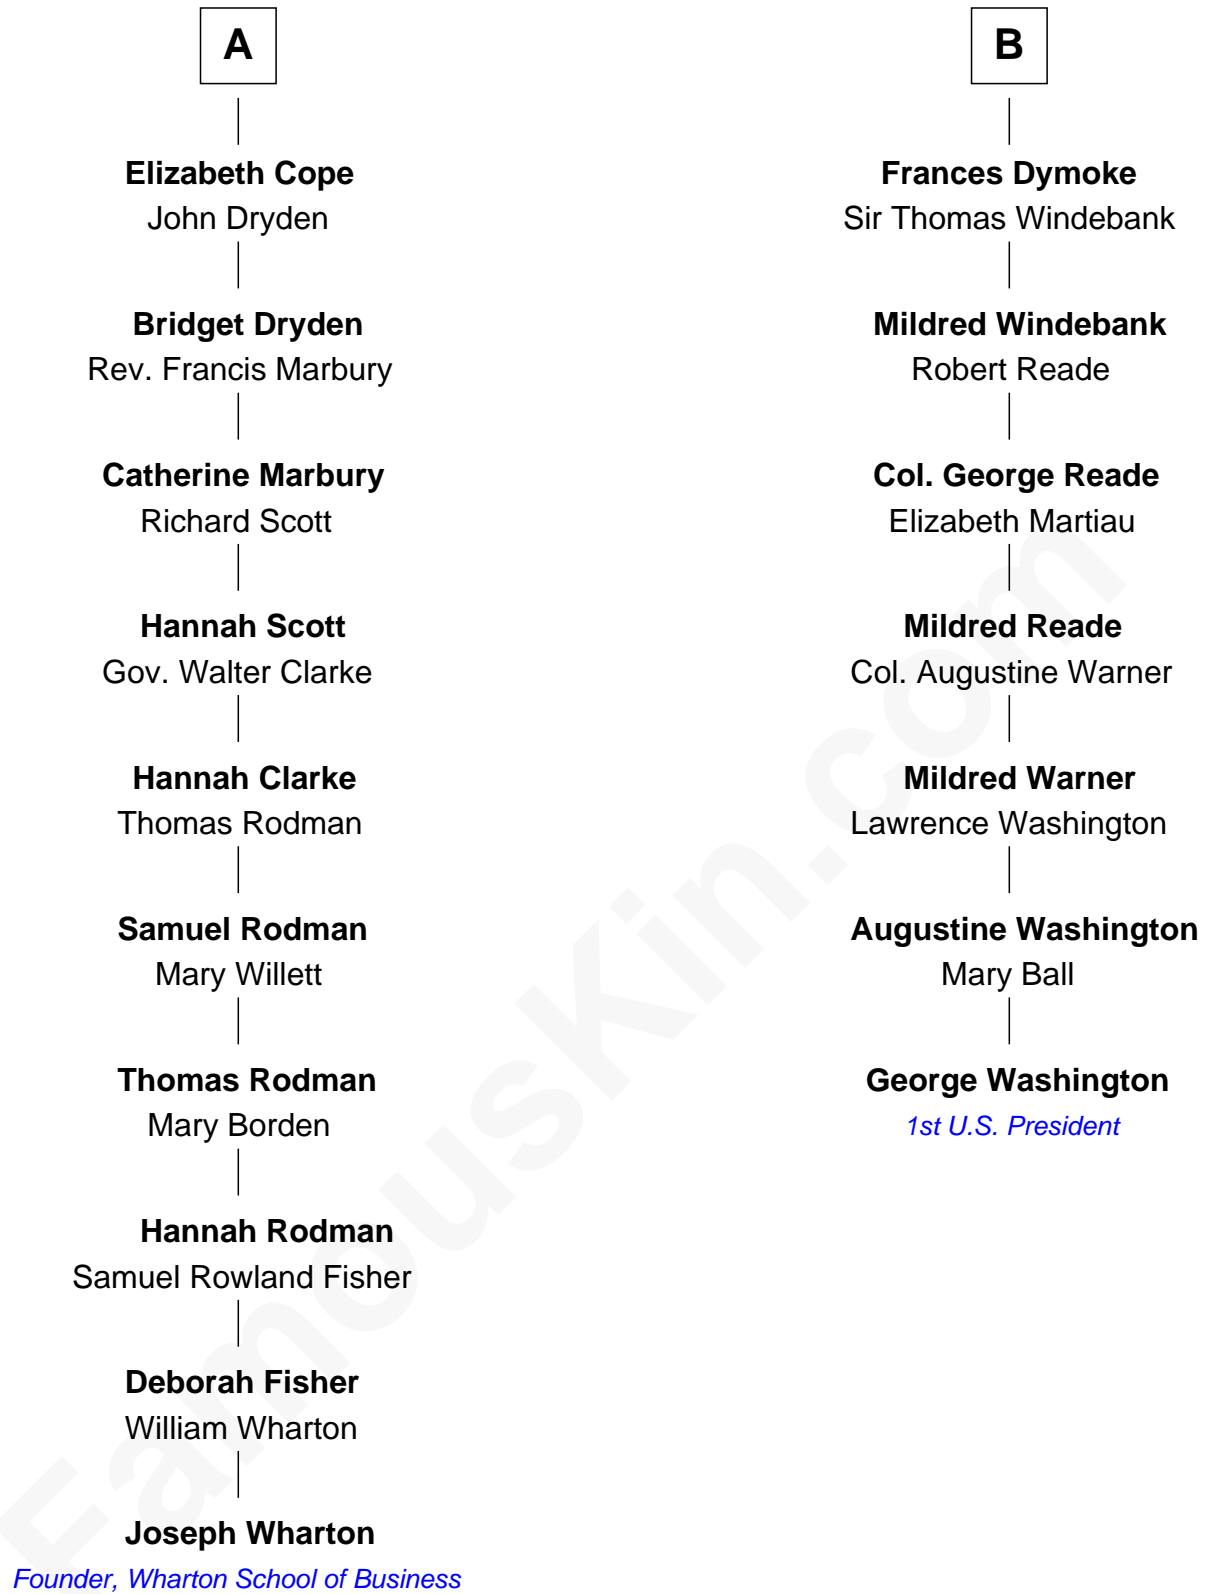 A
Elizabeth Cope
John Dryden
Bridget Dryden
Rev. Francis Marbury
Catherine Marbury
Richard Scott
Hannah Scott
Gov. Walter Clarke
Hannah Clarke
Thomas Rodman
Samuel Rodman
Mary Willett
Thomas Rodman
Mary Borden
Hannah Rodman
Samuel Rowland Fisher
Deborah Fisher
William Wharton
Joseph Wharton
Founder, Wharton School of Business
B
Frances Dymoke
Sir Thomas Windebank
Mildred Windebank
Robert Reade
Col. George Reade
Elizabeth Martiau
Mildred Reade
Col. Augustine Warner
Mildred Warner
Lawrence Washington
Augustine Washington
Mary Ball
George Washington
1st U.S. President
FamousKin.com